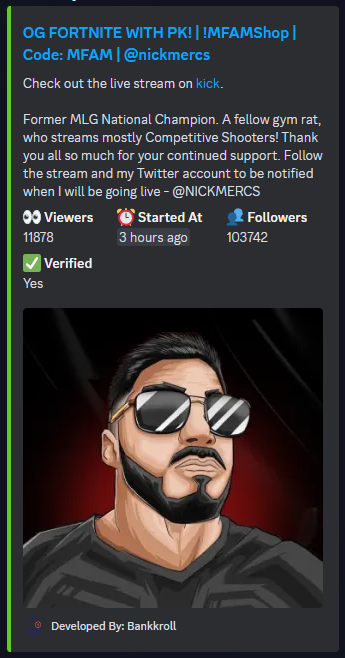 OG FORTNITE WITH PK! | !MFAMShop |
Code: MFAM | @nickmercs
Check out the live stream on kick.
Former MLG National Champion. A fellow gym rat,
who streams mostly Competitive Shooters! Thank
you all so much for your continued support. Follow
the stream and my Twitter account to be notified
when I will be going live - @NICKMERCS
👀 Viewers ⏰ Started At 👥 Followers
11878 3 hours ago 103742
✅ Verified
Yes
Developed By: Bankkroll